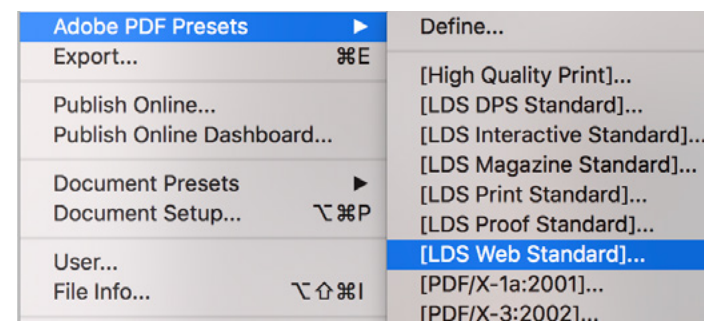 Adobe PDF Presets ▶
Export... ⌘E
Publish Online...
Publish Online Dashboard...
Document Presets ▶
Document Setup... ⌥⌘P
User...
File Info... ⌥⇧⌘I
Define...
[High Quality Print]...
[LDS DPS Standard]...
[LDS Interactive Standard]...
[LDS Magazine Standard]...
[LDS Print Standard]...
[LDS Proof Standard]...
[LDS Web Standard]...
[PDF/X-1a:2001]...
[PDF/X-3:2002]...